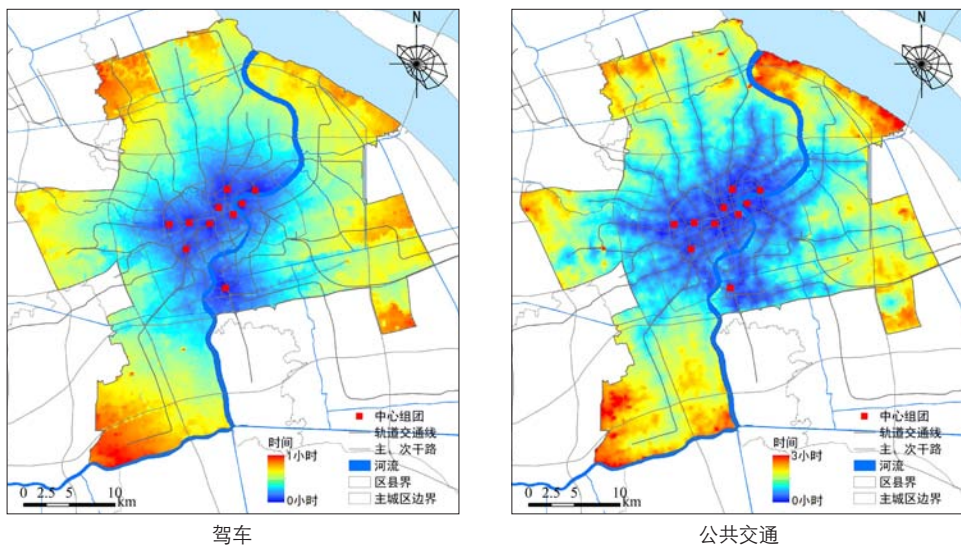 N
中心组团
轨道交通线
主、次干路
河流
区县界
主城区边界
时间
1小时
0小时
0 2.5 5 10
km
驾车
N
中心组团
轨道交通线
主、次干路
河流
区县界
主城区边界
时间
3小时
0小时
0 2.5 5 10
km
公共交通